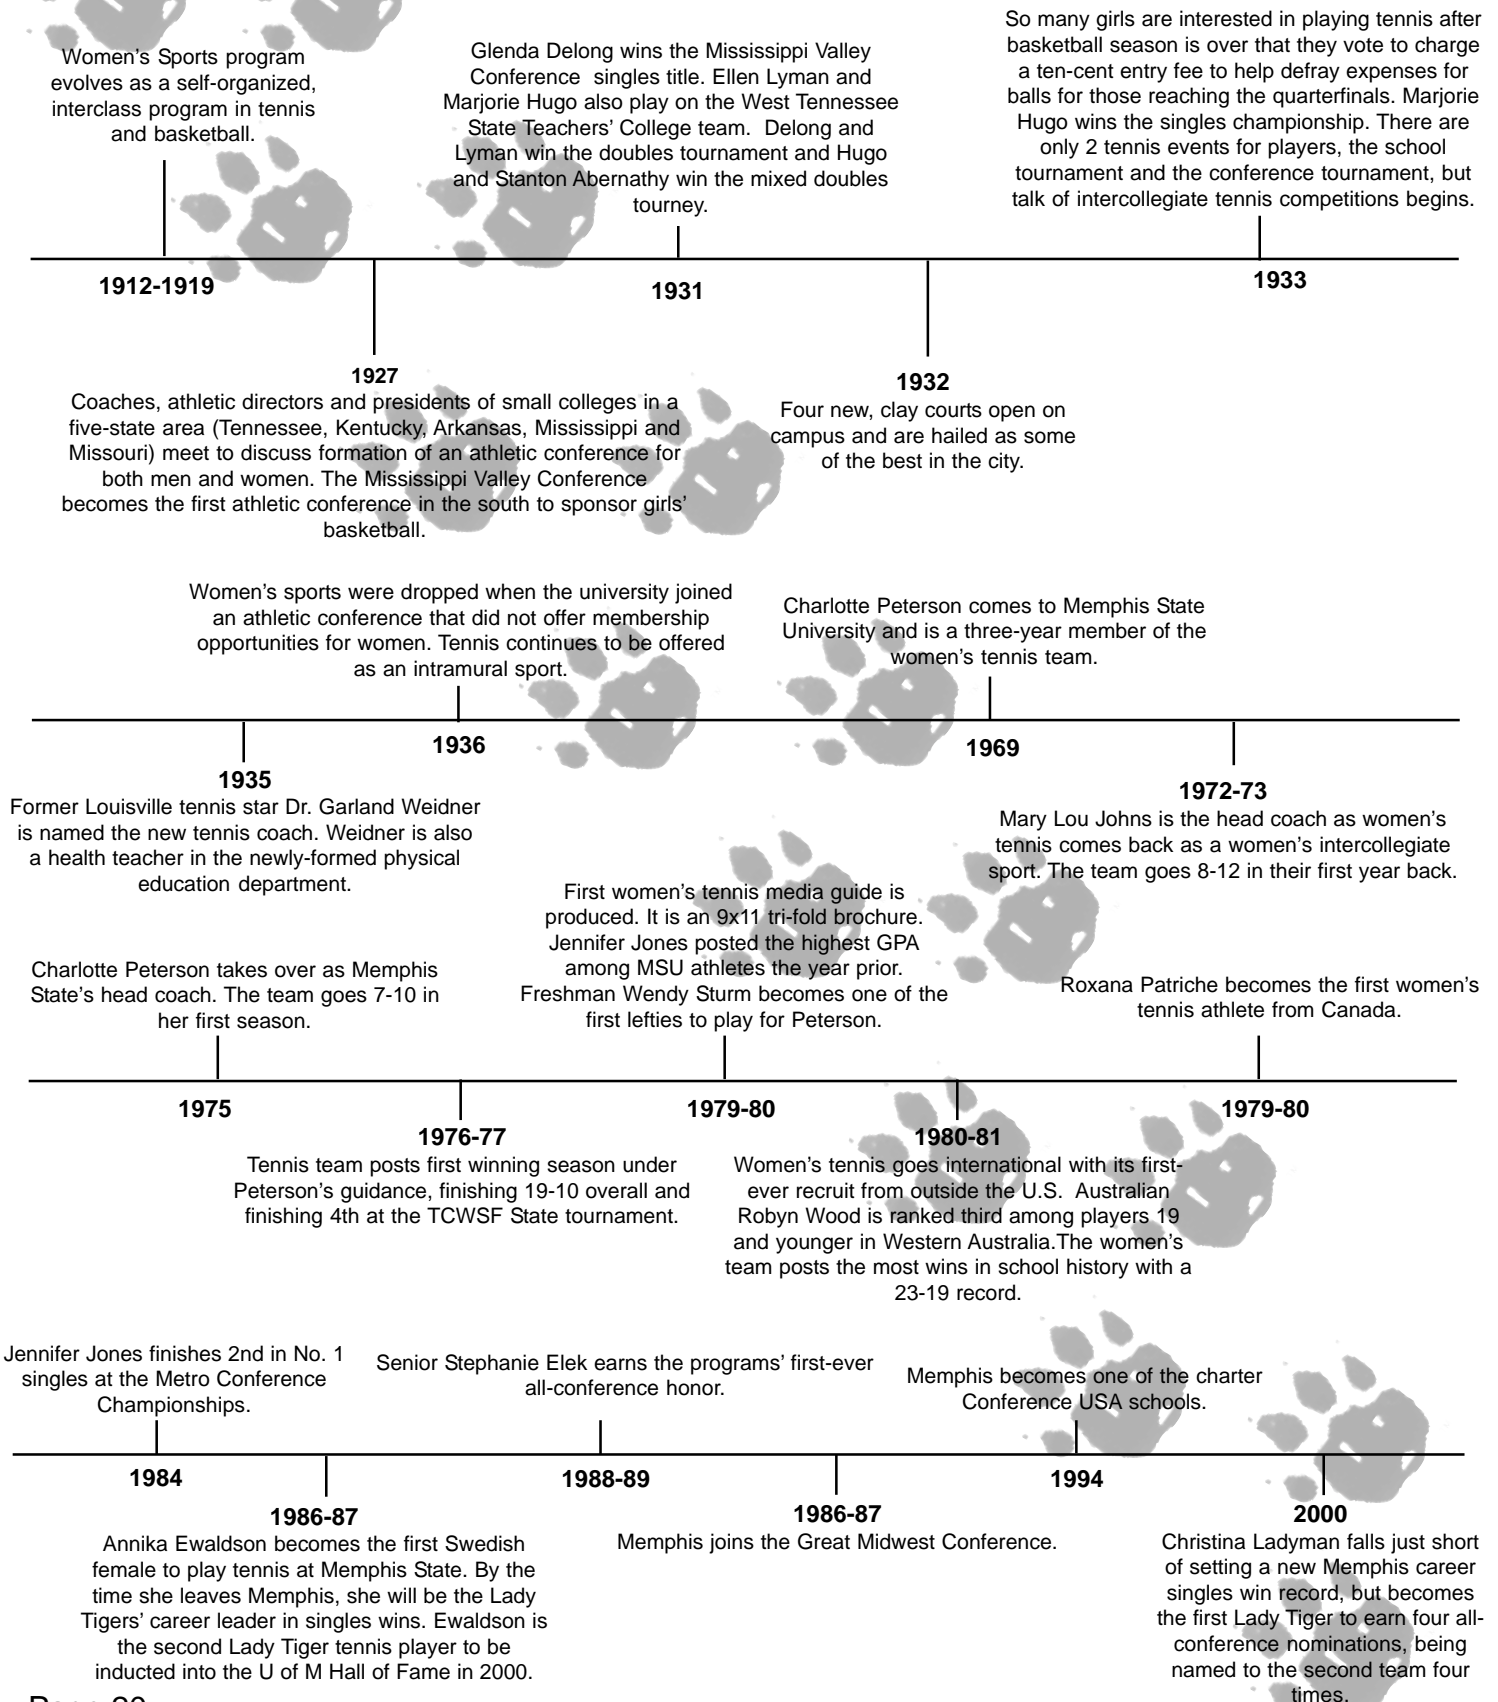 Women's Sports program
evolves as a self-organized,
interclass program in tennis
and basketball.
1912-1919
1927
Coaches, athletic directors and presidents of small colleges in a
five-state area (Tennessee, Kentucky, Arkansas, Mississippi and
Missouri) meet to discuss formation of an athletic conference for
both men and women. The Mississippi Valley Conference
becomes the first athletic conference in the south to sponsor girls'
basketball.
Glenda Delong wins the Mississippi Valley
Conference singles title. Ellen Lyman and
Marjorie Hugo also play on the West Tennessee
State Teachers' College team. Delong and
Lyman win the doubles tournament and Hugo
and Stanton Abernathy win the mixed doubles
tourney.
1931
1932
Four new, clay courts open on
campus and are hailed as some
of the best in the city.
So many girls are interested in playing tennis after
basketball season is over that they vote to charge
a ten-cent entry fee to help defray expenses for
balls for those reaching the quarterfinals. Marjorie
Hugo wins the singles championship. There are
only 2 tennis events for players, the school
tournament and the conference tournament, but
talk of intercollegiate tennis competitions begins.
1933
1935
Former Louisville tennis star Dr. Garland Weidner
is named the new tennis coach. Weidner is also
a health teacher in the newly-formed physical
education department.
Women's sports were dropped when the university joined
an athletic conference that did not offer membership
opportunities for women. Tennis continues to be offered
as an intramural sport.
1936
Charlotte Peterson comes to Memphis State
University and is a three-year member of the
women's tennis team.
1969
1972-73
Mary Lou Johns is the head coach as women's
tennis comes back as a women's intercollegiate
sport. The team goes 8-12 in their first year back.
Charlotte Peterson takes over as Memphis
State's head coach. The team goes 7-10 in
her first season.
1975
1976-77
Tennis team posts first winning season under
Peterson's guidance, finishing 19-10 overall and
finishing 4th at the TCWSF State tournament.
First women's tennis media guide is
produced. It is an 9x11 tri-fold brochure.
Jennifer Jones posted the highest GPA
among MSU athletes the year prior.
Freshman Wendy Sturm becomes one of the
first lefties to play for Peterson.
1979-80
1980-81
Women's tennis goes international with its first-
ever recruit from outside the U.S. Australian
Robyn Wood is ranked third among players 19
and younger in Western Australia.The women's
team posts the most wins in school history with a
23-19 record.
Roxana Patriche becomes the first women's
tennis athlete from Canada.
1979-80
Jennifer Jones finishes 2nd in No. 1
singles at the Metro Conference
Championships.
1984
1986-87
Annika Ewaldson becomes the first Swedish
female to play tennis at Memphis State. By the
time she leaves Memphis, she will be the Lady
Tigers' career leader in singles wins. Ewaldson is
the second Lady Tiger tennis player to be
inducted into the U of M Hall of Fame in 2000.
Senior Stephanie Elek earns the programs' first-ever
all-conference honor.
1988-89
1986-87
Memphis joins the Great Midwest Conference.
Memphis becomes one of the charter
Conference USA schools.
1994
2000
Christina Ladyman falls just short
of setting a new Memphis career
singles win record, but becomes
the first Lady Tiger to earn four all-
conference nominations, being
named to the second team four
times.